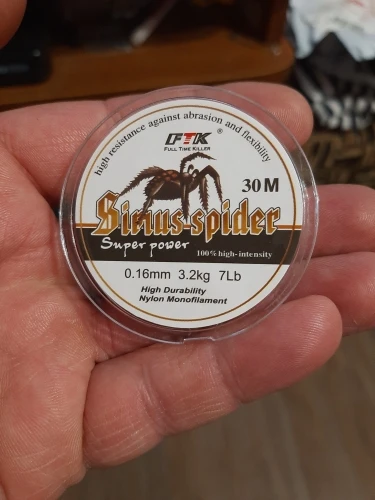 high resistance against abrasion and flexibility
FTK ®
FULL TIME KILLER
30M
Sirius-spider
Super power
100% high-intensity
0.16mm 3.2kg 7Lb
High Durability
Nylon Monofilament